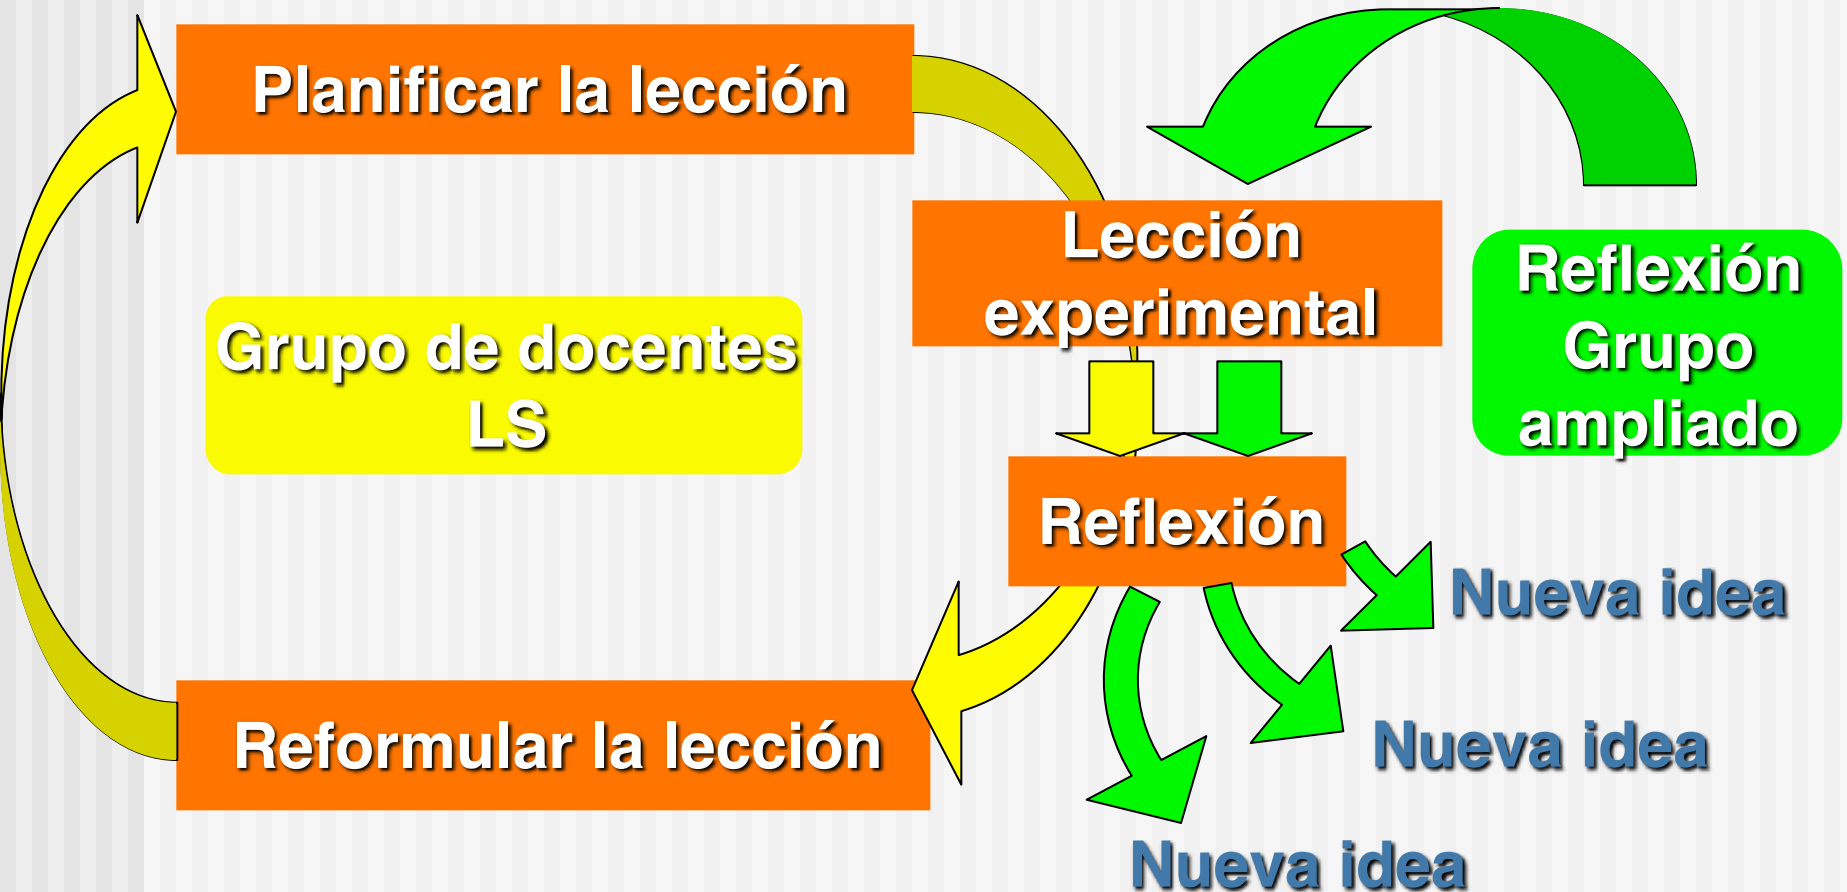 Planificar la lección
Lección
experimental
Reflexión
Grupo
ampliado
Grupo de docentes
LS
Reflexión
Nueva idea
Reformular la lección
Nueva idea
Nueva idea